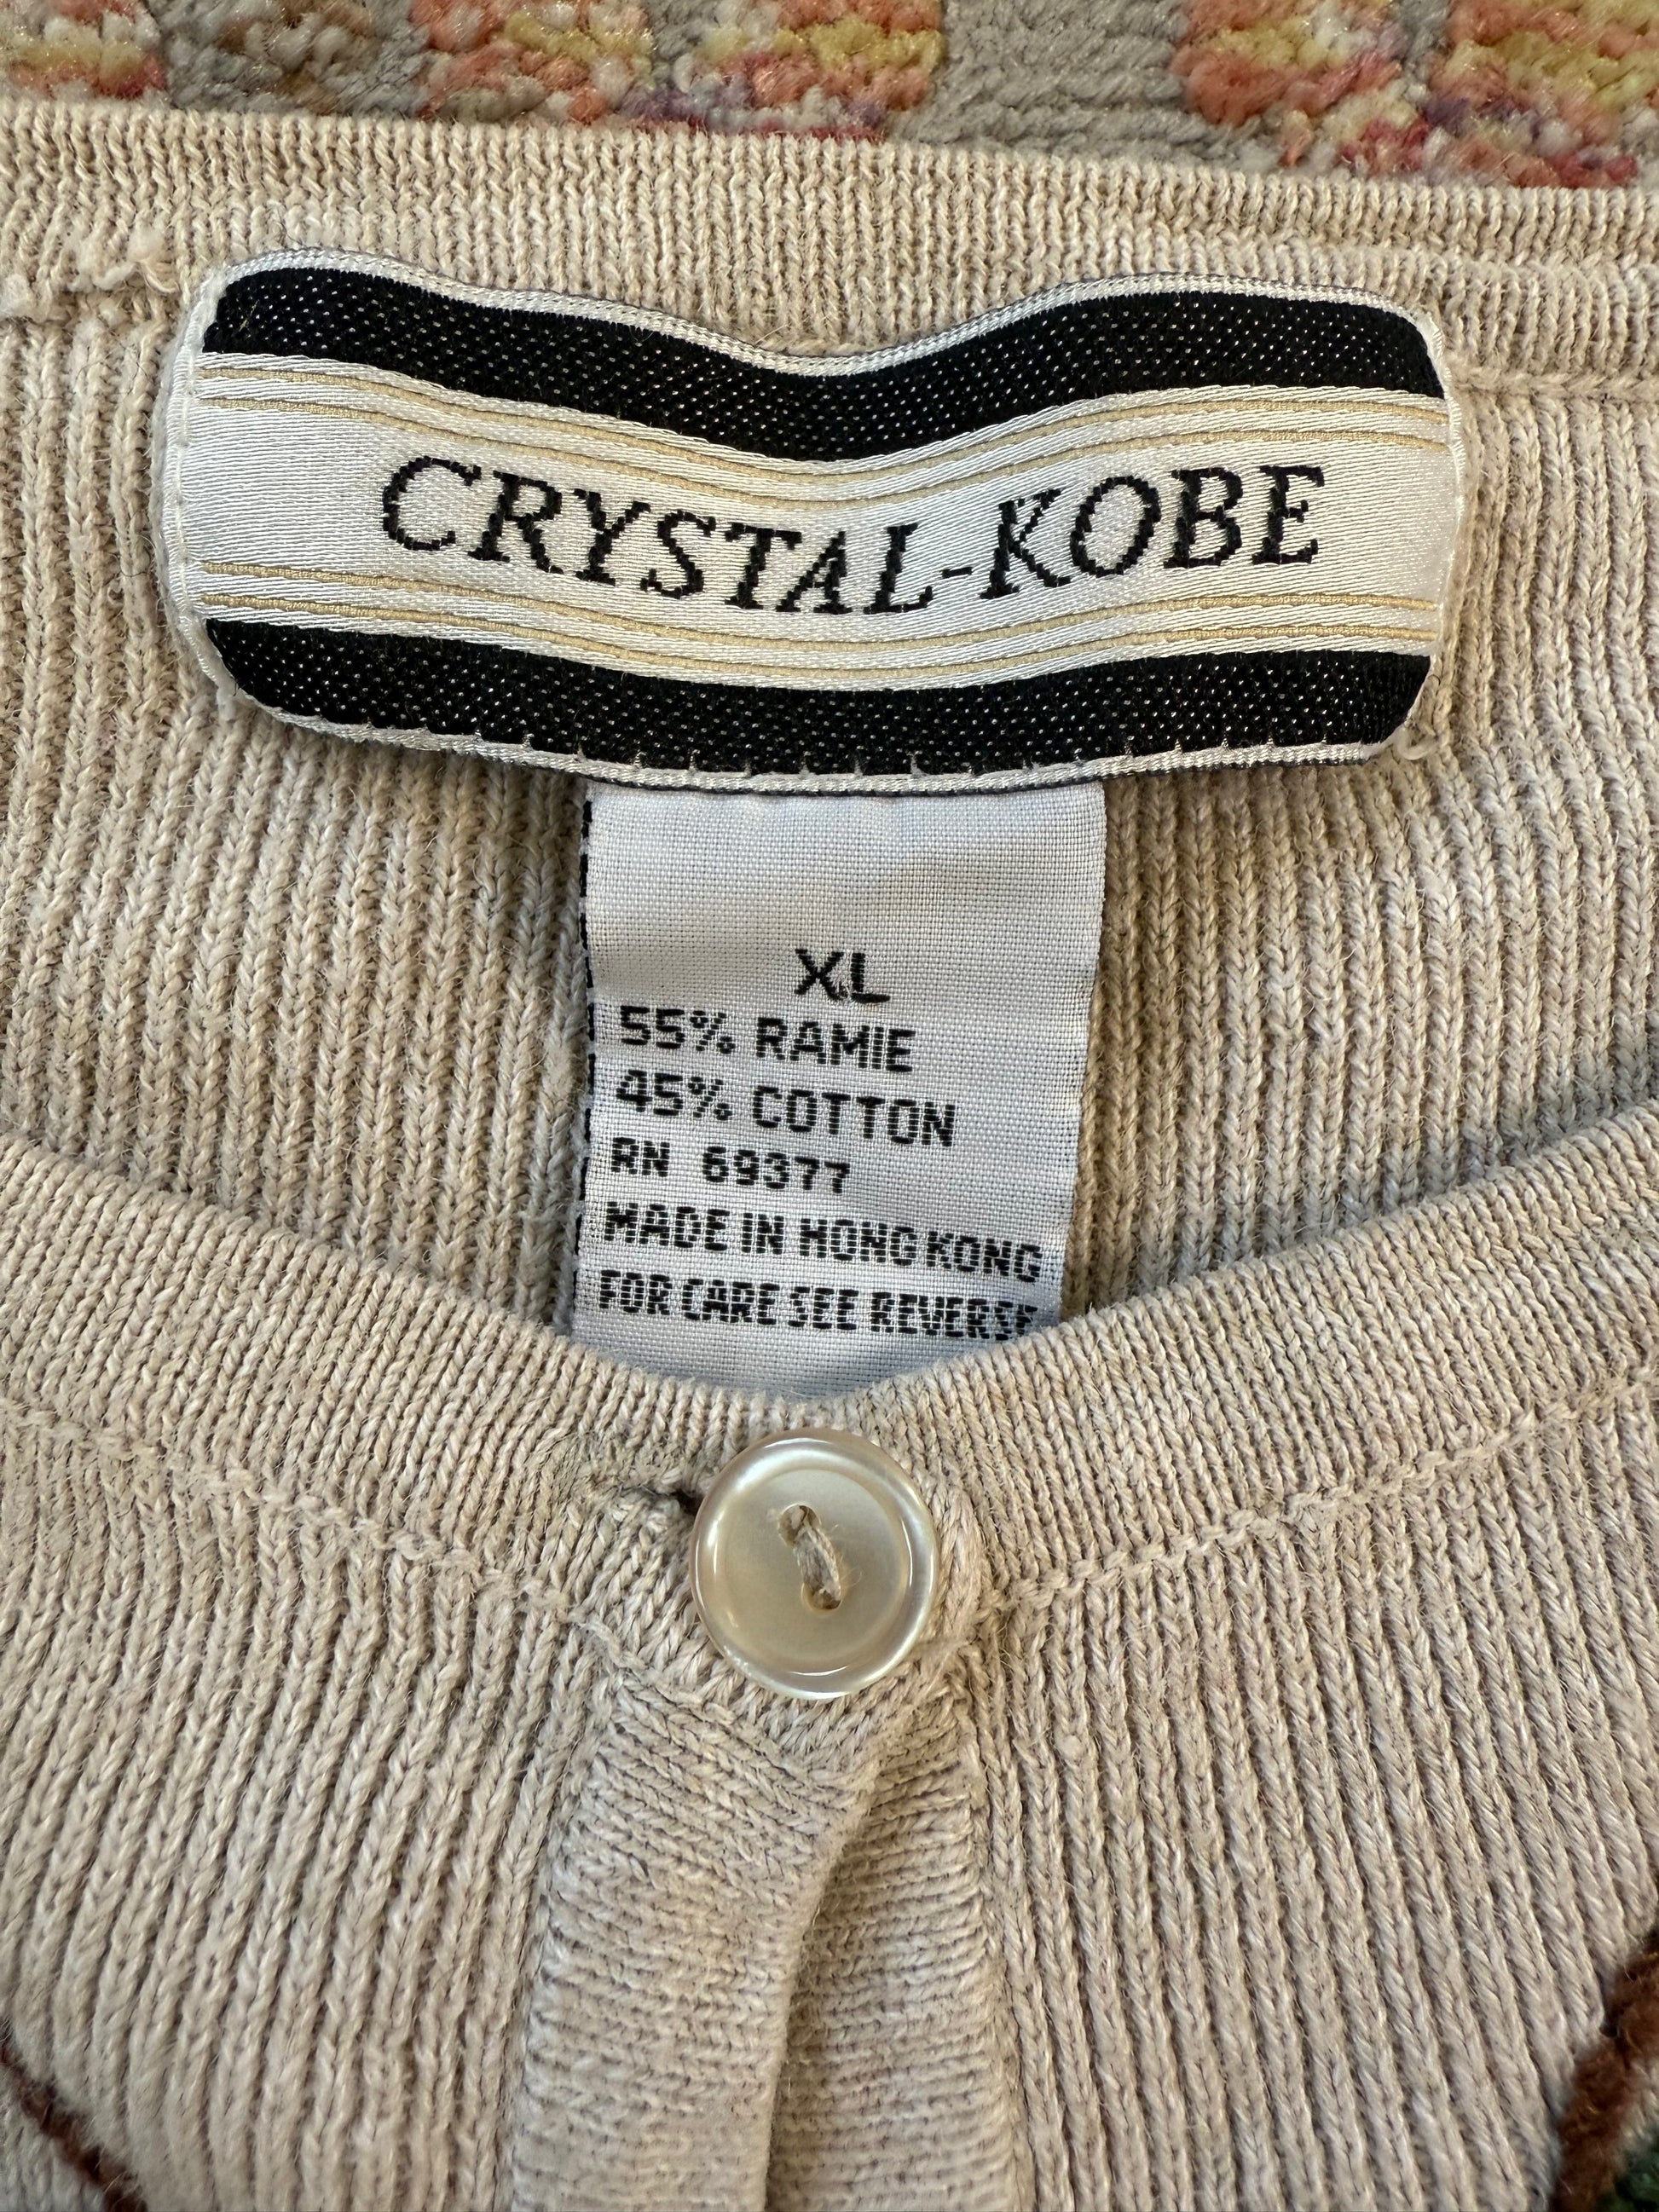 CRYSTAL-KOBE
XL
55% RAMIE
45% COTTON
RN 69377
MADE IN HONG KONG
FOR CARE SEE REVERSE